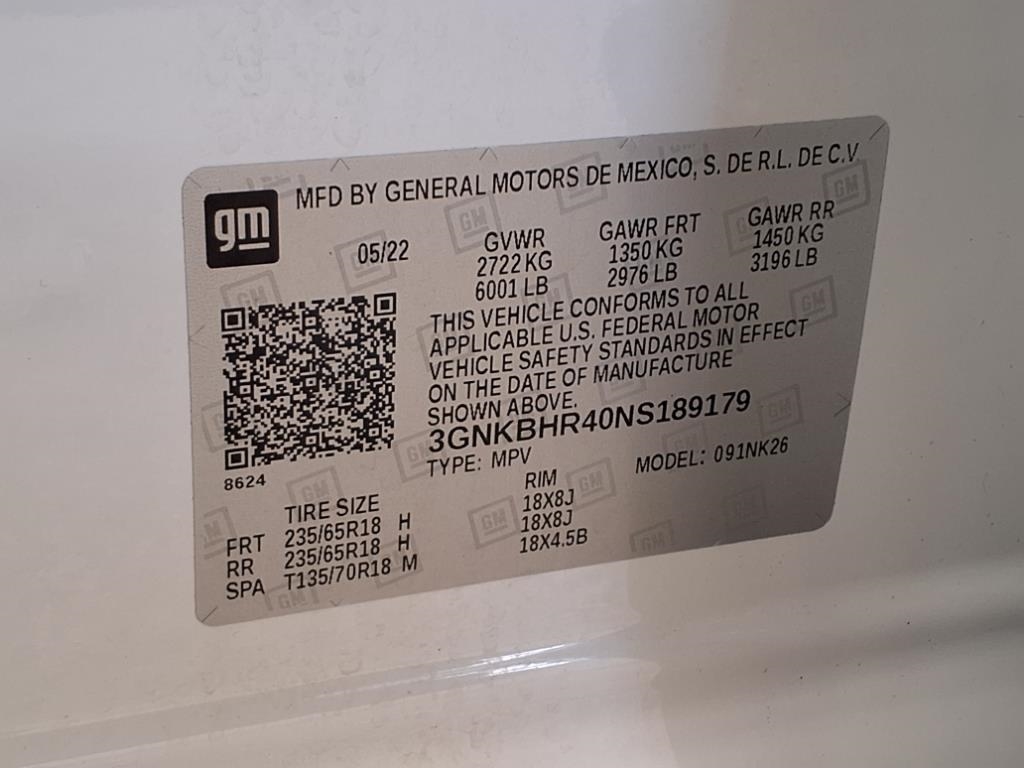 gm
MFD BY GENERAL MOTORS DE MEXICO, S. DE R.L. DE C.V
05/22
GVWR
2722 KG
6001 LB
GAWR FRT
1350 KG
2976 LB
GAWR RR
1450 KG
3196 LB
THIS VEHICLE CONFORMS TO ALL
APPLICABLE U.S. FEDERAL MOTOR
VEHICLE SAFETY STANDARDS IN EFFECT
ON THE DATE OF MANUFACTURE
SHOWN ABOVE.
3GNKBHR40NS189179
TYPE: MPV
MODEL: 091NK26
8624
TIRE SIZE
RIM
FRT 235/65R18 H 18X8J
RR 235/65R18 H 18X8J
SPA T135/70R18 M 18X4.5B